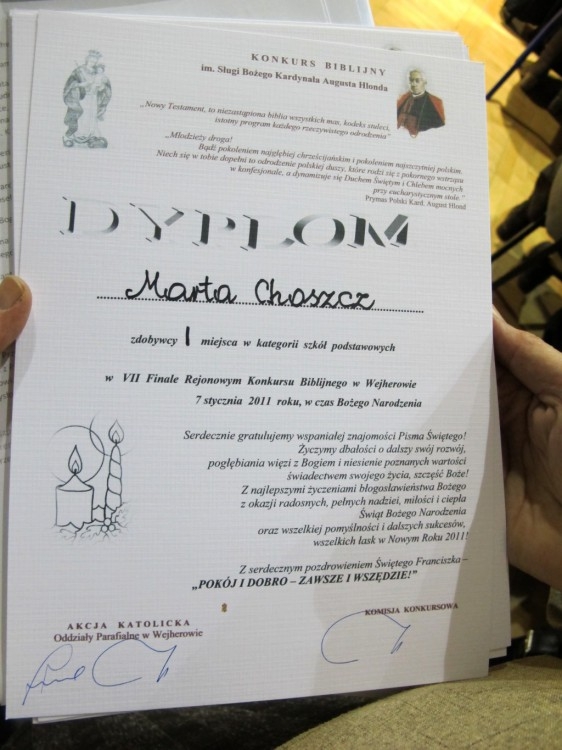 KONKURS BIBLIJNY
im. Sługi Bożego Kardynała Augusta Hlonda
„Nowy Testament, to niezastąpiona biblia wszystkich mas, kodeks stuleci,
istotny program każdego rzeczywistego odrodzenia”
„Młodzieży droga!
Bądź pokoleniem najgłębiej chrześcijańskim i pokoleniem najszczytniej polskim.
Niech się w tobie dopełni to odrodzenie polskiej duszy, które rodzi się z pokornego wstrząsu
w konfesjonale, a dynamizuje się Duchem Świętym i Chlebem mocnych
przy eucharystycznym stole.”
Prymas Polski Kard. August Hlond
DYPLOM
Marta Choszcz
zdobywcy I miejsca w kategorii szkół podstawowych
w VII Finale Rejonowym Konkursu Biblijnego w Wejherowie
7 stycznia 2011 roku, w czas Bożego Narodzenia
Serdecznie gratulujemy wspaniałej znajomości Pisma Świętego!
Życzymy dbałości o dalszy swój rozwój,
pogłębiania więzi z Bogiem i niesienie poznanych wartości
świadectwem swojego życia, szczęść Boże!
Z najlepszymi życzeniami błogosławieństwa Bożego
z okazji radosnych, pełnych nadziei, miłości i ciepła
Świąt Bożego Narodzenia
oraz wszelkiej pomyślności i dalszych sukcesów,
wszelkich łask w Nowym Roku 2011!
Z serdecznym pozdrowieniem Świętego Franciszka –
„POKÓJ I DOBRO – ZAWSZE I WSZĘDZIE!”
AKCJA KATOLICKA
Oddziały Parafialne w Wejherowie
KOMISJA KONKURSOWA